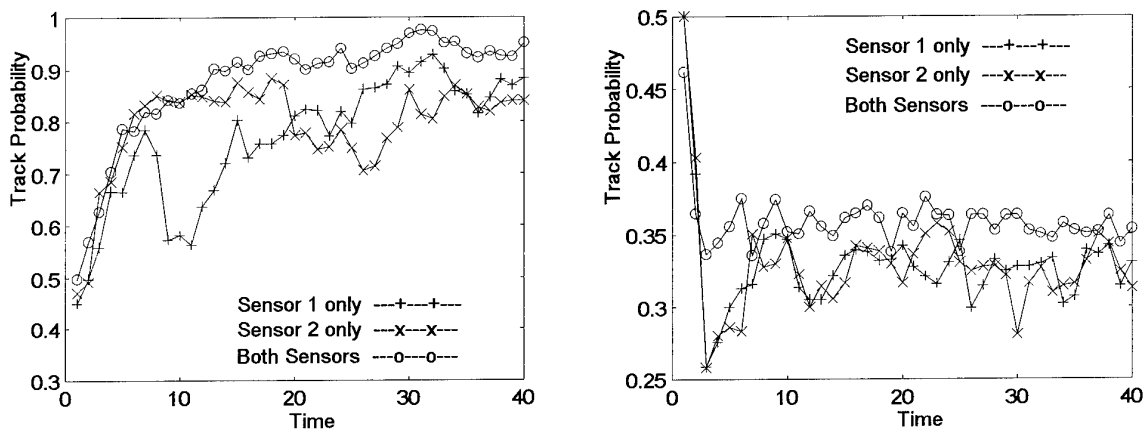 1
0.9
0.8
0.7
0.6
0.5
0.4
0.3
Track Probability
Sensor 1 only ---+---+---
Sensor 2 only ---x---x---
Both Sensors ---o---o---
0 10 20 30 40
Time
0.5
0.45
0.4
0.35
0.3
0.25
Track Probability
Sensor 1 only ---+---+---
Sensor 2 only ---x---x---
Both Sensors ---o---o---
0 10 20 30 40
Time